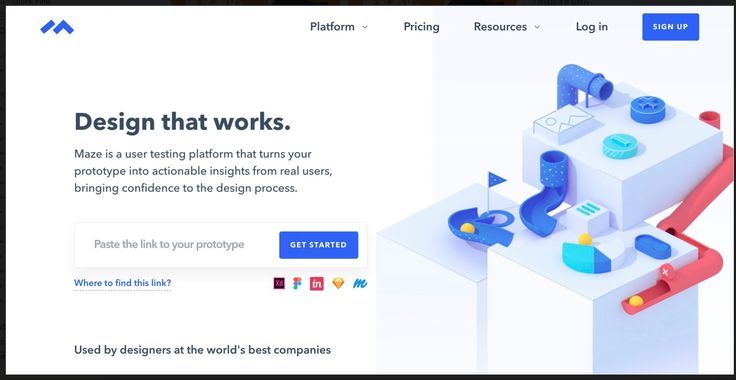 Platform
Pricing
Resources
Log in
SIGN UP
Design that works.
Maze is a user testing platform that turns your
prototype into actionable insights from real users,
bringing confidence to the design process.
Paste the link to your prototype
GET STARTED
Where to find this link?
Xd
in
Used by designers at the world's best companies